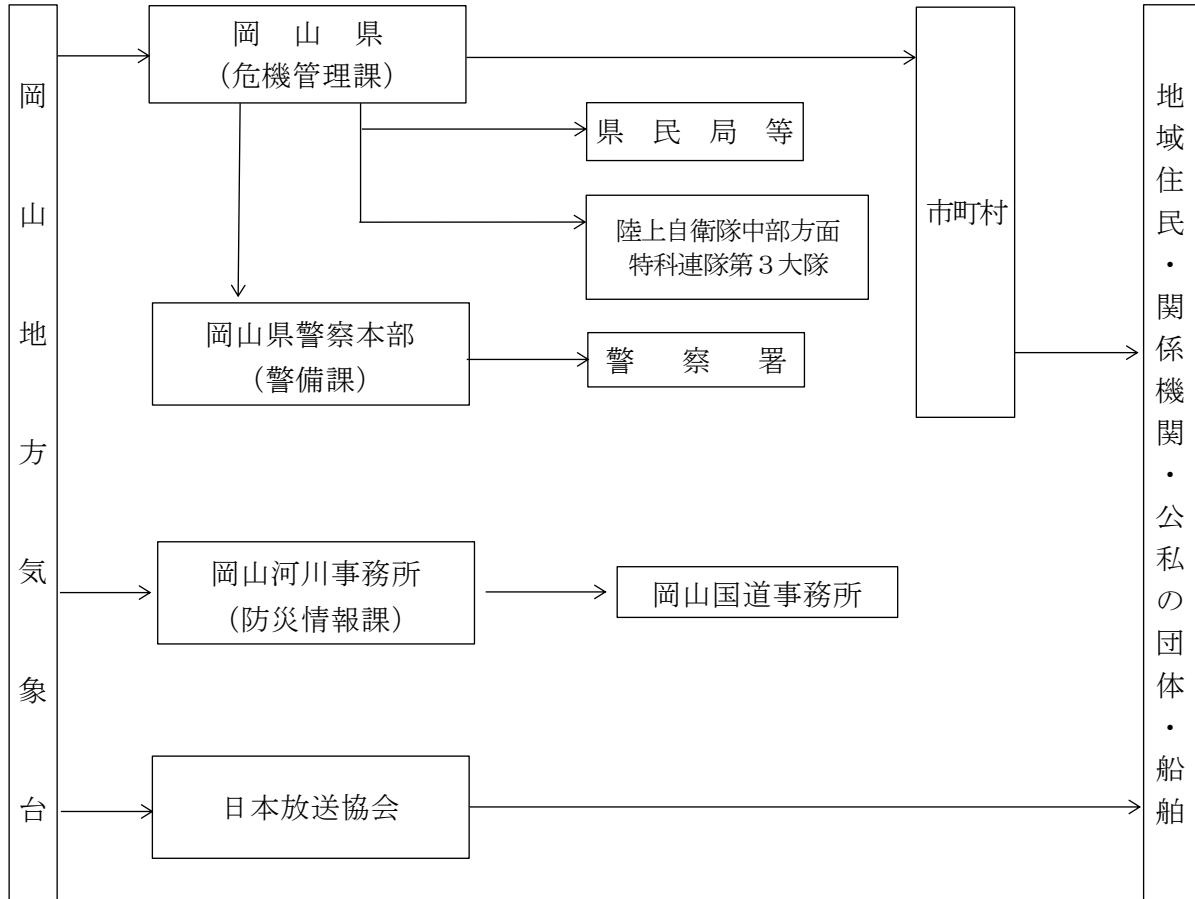 岡山地方気象台
岡山県
（危機管理課）
県民局等
陸上自衛隊中部方面
特科連隊第３大隊
岡山県警察本部
（警備課）
警察署
市町村
岡山河川事務所
（防災情報課）
岡山国道事務所
日本放送協会
地域住民・関係機関・公私の団体・船舶